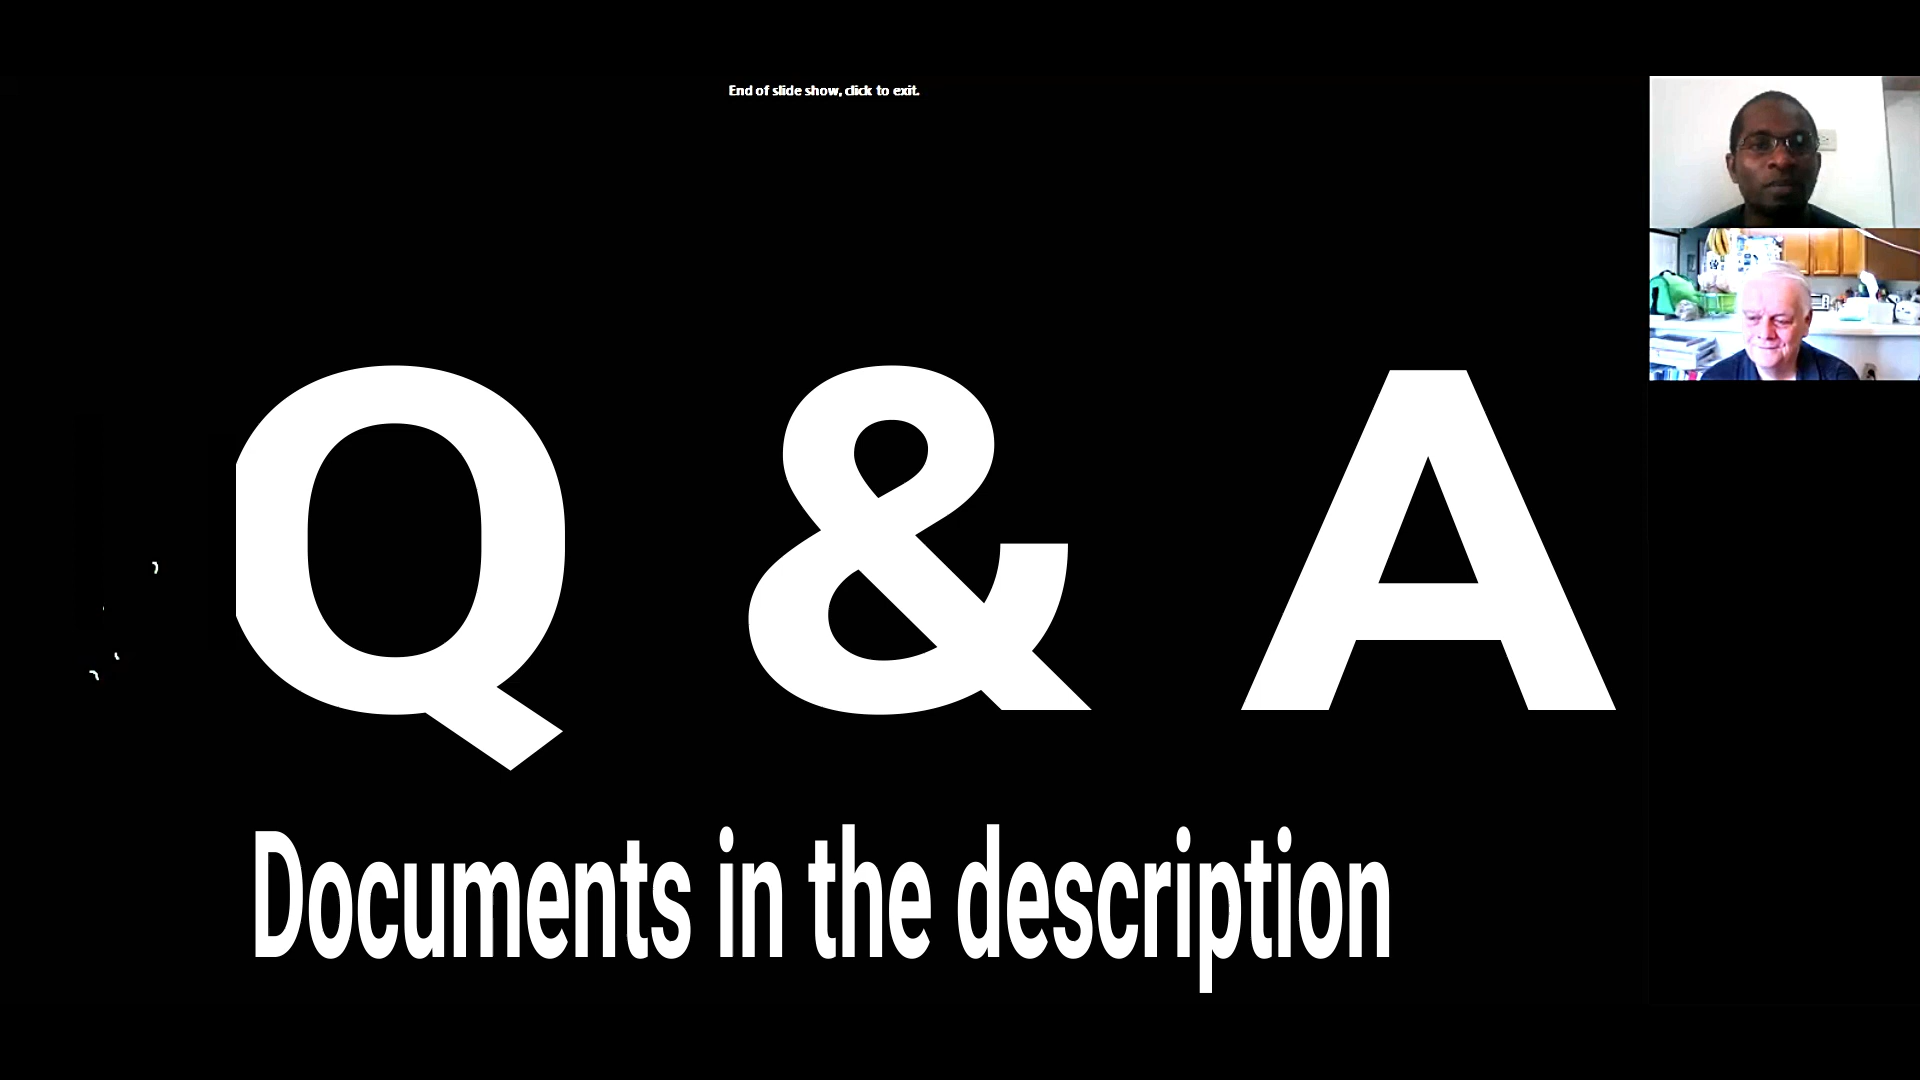 End of slide show, click to exit.
Q & A
Documents in the description